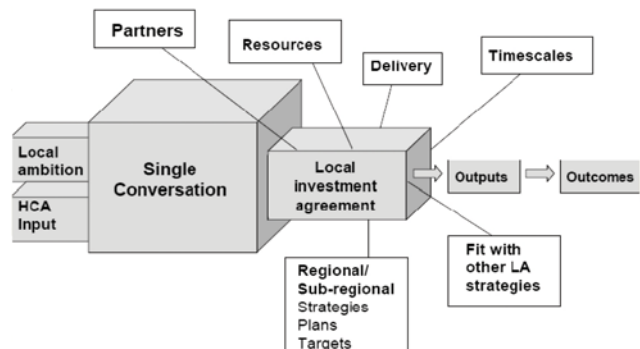 Partners
Resources
Delivery
Timescales
Local
ambition
HCA
Input
Single
Conversation
Local
investment
agreement
Outputs
Outcomes
Regional/
Sub-regional
Strategies
Plans
Targets
Fit with
other LA
strategies